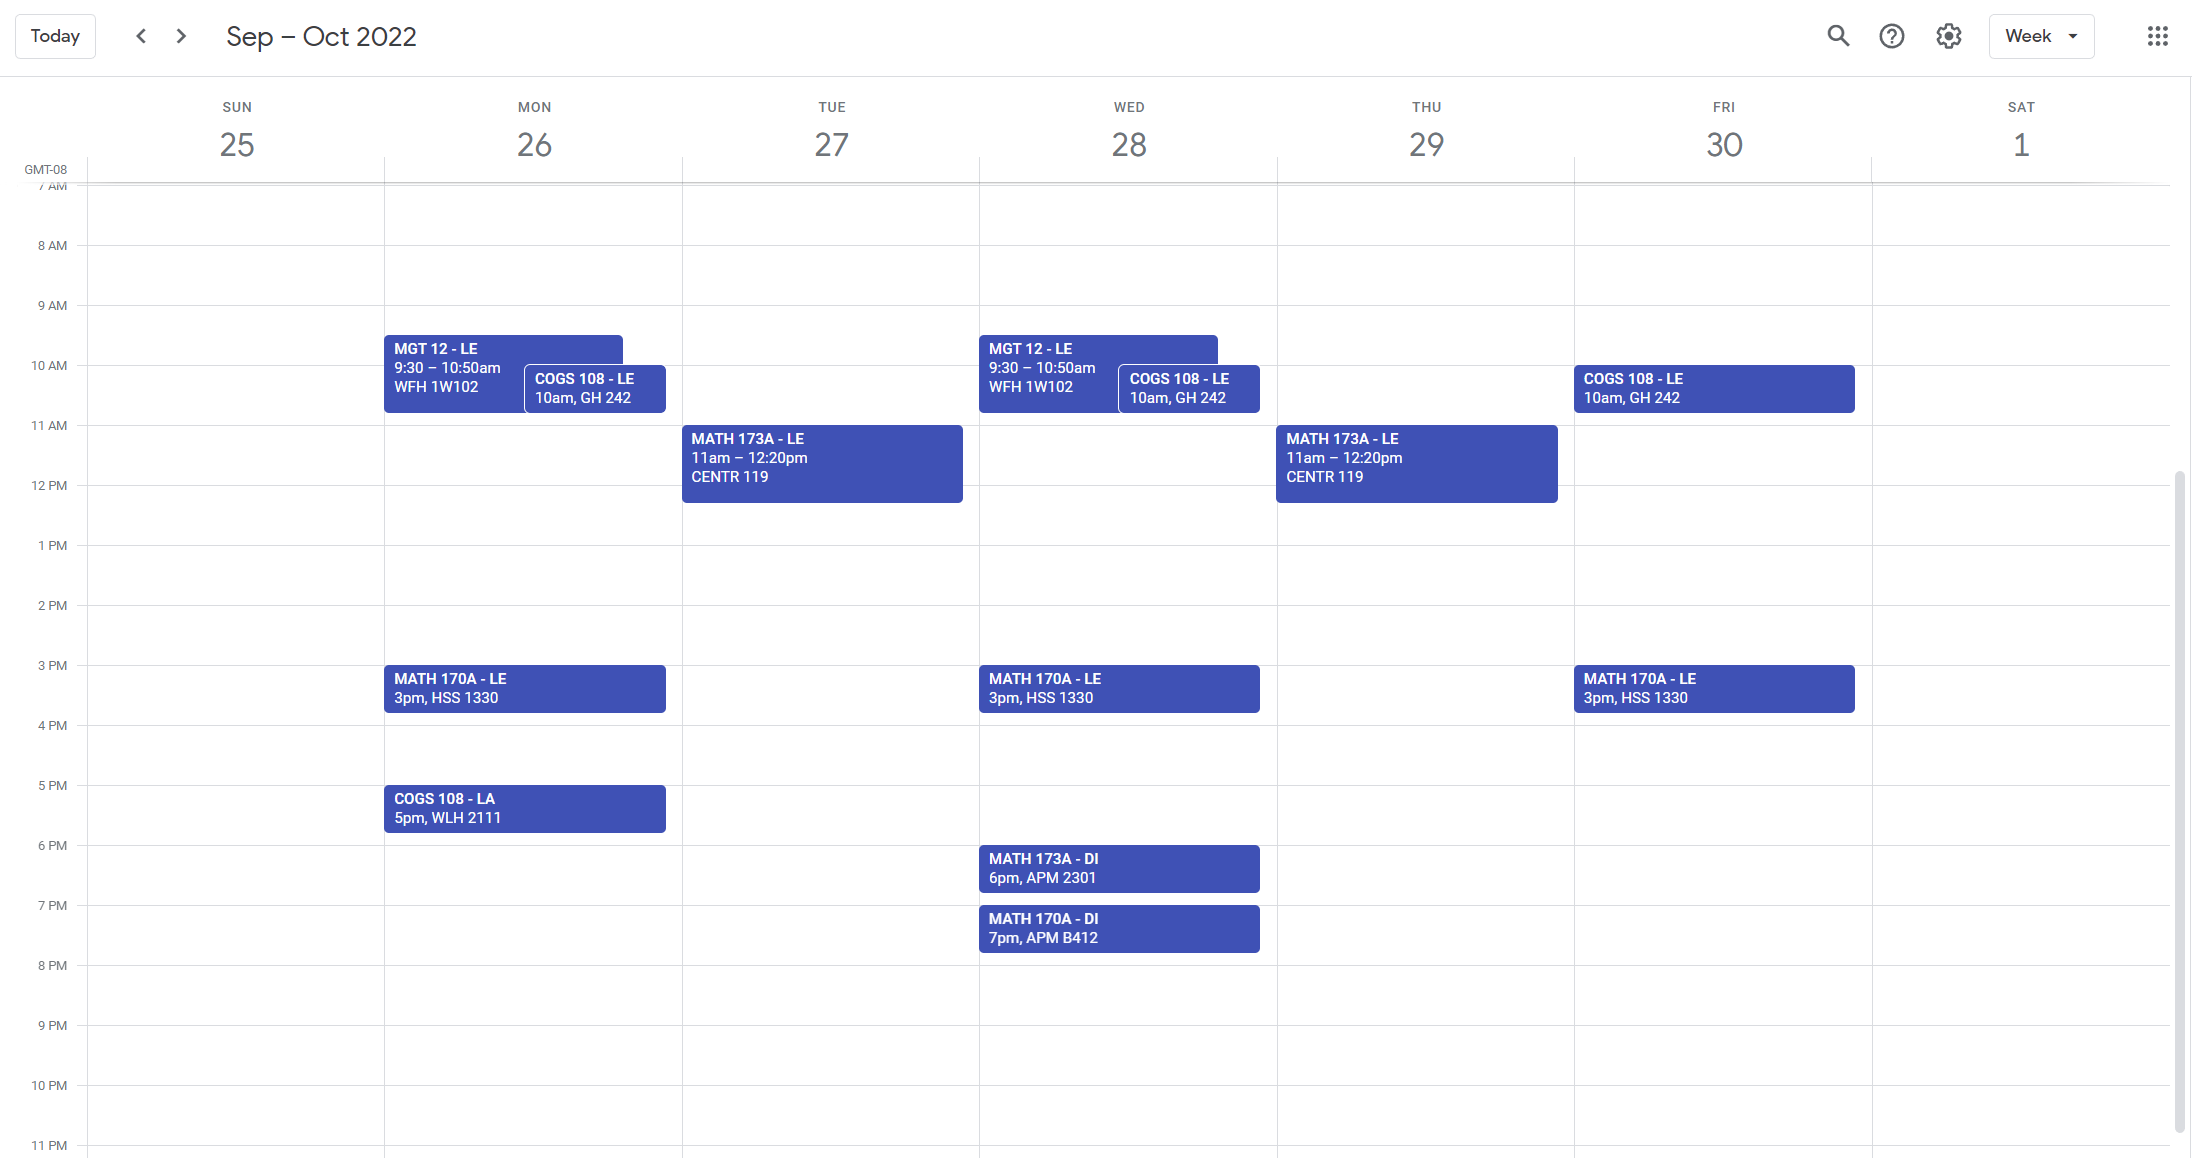 Today
Sep – Oct 2022
Week
SUN
25
MON
26
TUE
27
WED
28
THU
29
FRI
30
SAT
1
GMT-08
7 AM
8 AM
9 AM
10 AM
11 AM
12 PM
1 PM
2 PM
3 PM
4 PM
5 PM
6 PM
7 PM
8 PM
9 PM
10 PM
11 PM
MGT 12 - LE
9:30 – 10:50am
WFH 1W102
COGS 108 - LE
10am, GH 242
MATH 170A - LE
3pm, HSS 1330
COGS 108 - LA
5pm, WLH 2111
MATH 173A - LE
11am – 12:20pm
CENTR 119
MGT 12 - LE
9:30 – 10:50am
WFH 1W102
COGS 108 - LE
10am, GH 242
MATH 170A - LE
3pm, HSS 1330
MATH 173A - DI
6pm, APM 2301
MATH 170A - DI
7pm, APM B412
MATH 173A - LE
11am – 12:20pm
CENTR 119
COGS 108 - LE
10am, GH 242
MATH 170A - LE
3pm, HSS 1330